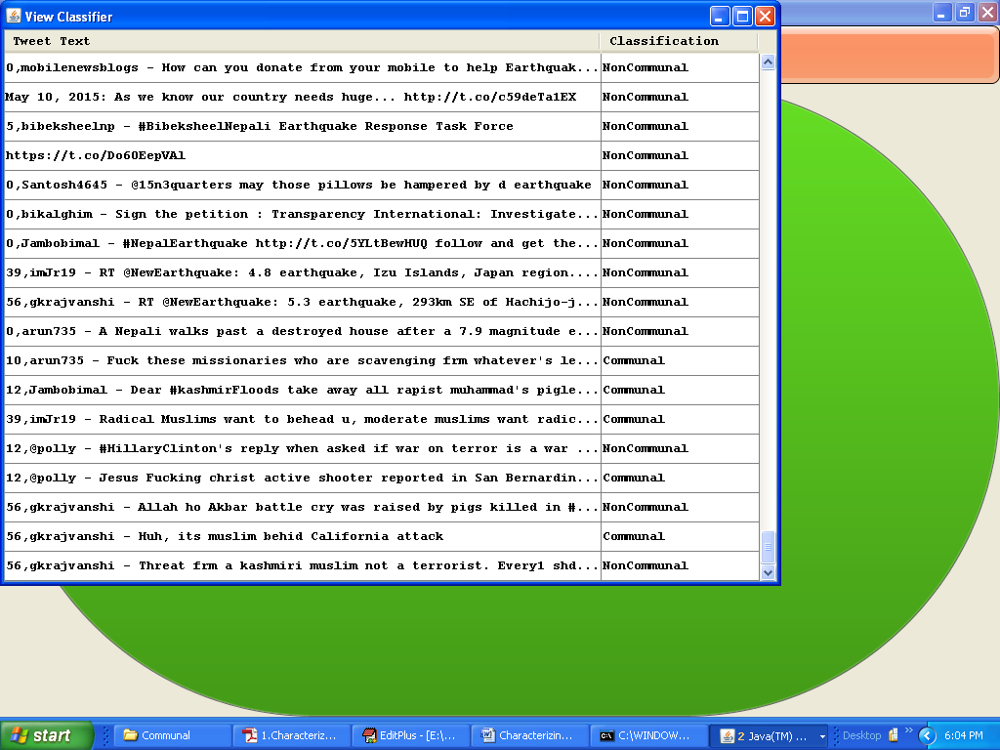 View Classifier
Tweet Text Classification
0,mobilenewsblogs - How can you donate from your mobile to help Earthquak... NonCommunal
May 10, 2015: As we know our country needs huge... http://t.co/c59deTa1EX NonCommunal
5,bibeksheelnp - #BibeksheelNepali Earthquake Response Task Force NonCommunal
https://t.co/Do6OEepVAl NonCommunal
0,Santosh4645 - @15n3quarters may those pillows be hampered by d earthquake NonCommunal
0,bikalghim - Sign the petition : Transparency International: Investigate... NonCommunal
0,Jambobimal - #NepalEarthquake http://t.co/5YLtBewHUQ follow and get the... NonCommunal
39,imJr19 - RT @NewEarthquake: 4.8 earthquake, Izu Islands, Japan region.... NonCommunal
56,gkrajvanshi - RT @NewEarthquake: 5.3 earthquake, 293km SE of Hachijo-j... NonCommunal
0,arun735 - A Nepali walks past a destroyed house after a 7.9 magnitude e... NonCommunal
10,arun735 - Fuck these missionaries who are scavenging frm whatever's le... Communal
12,Jambobimal - Dear #kashmirFloods take away all rapist muhammad's pigle... Communal
39,imJr19 - Radical Muslims want to behead u, moderate muslims want radic... Communal
12,@polly - #HillaryClinton's reply when asked if war on terror is a war ... NonCommunal
12,@polly - Jesus Fucking christ active shooter reported in San Bernardin... Communal
56,gkrajvanshi - Allah ho Akbar battle cry was raised by pigs killed in #... NonCommunal
56,gkrajvanshi - Huh, its muslim behid California attack Communal
56,gkrajvanshi - Threat frm a kashmiri muslim not a terrorist. Every1 shd... NonCommunal
start Communal 1.Characteriz... EditPlus - [E:\... Characterizin... C:\WINDOW... 2 Java(TM) ... Desktop 6:04 PM